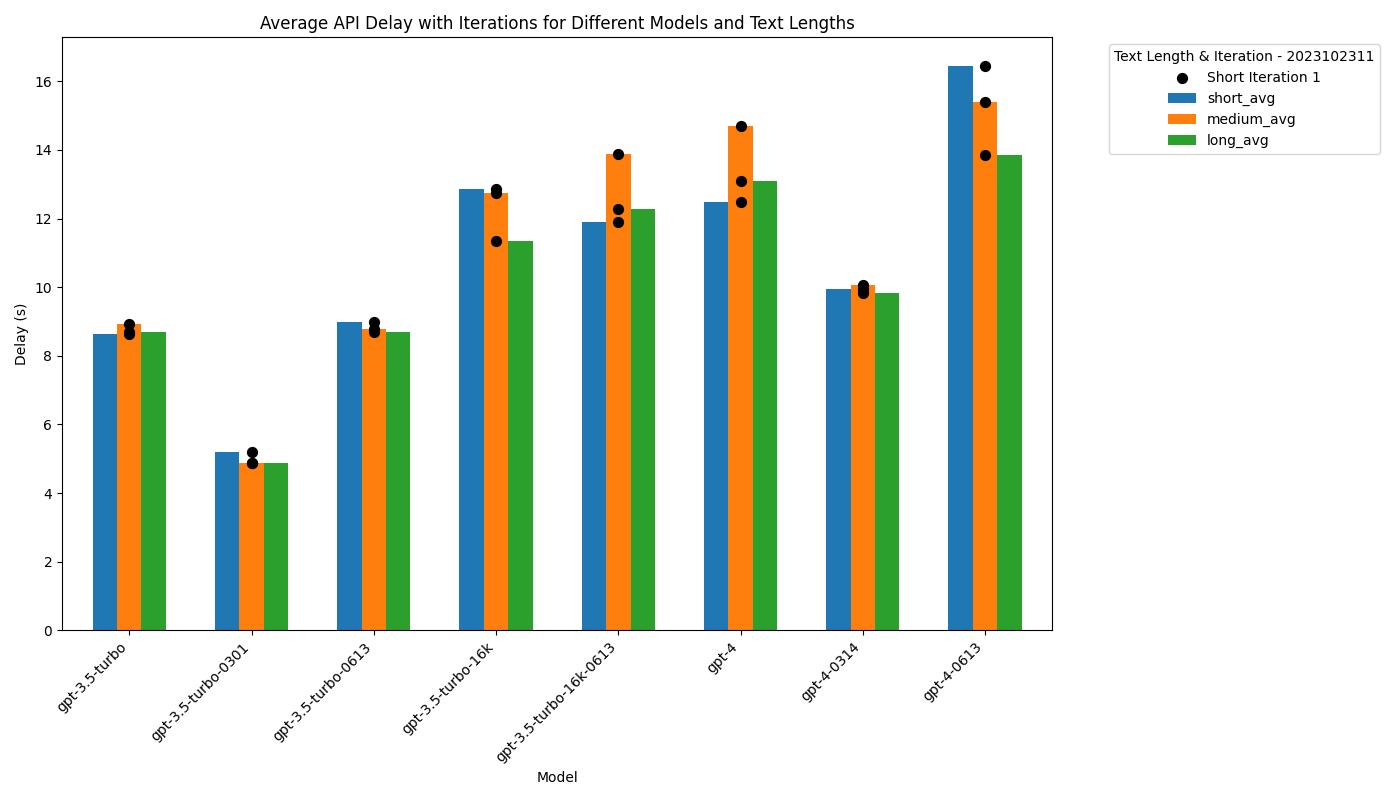 Average API Delay with Iterations for Different Models and Text Lengths
Text Length & Iteration - 2023102311
Short Iteration 1
short_avg
medium_avg
long_avg
Delay (s)
16
14
12
10
8
6
4
2
0
gpt-3.5-turbo
gpt-3.5-turbo-0301
gpt-3.5-turbo-0613
gpt-3.5-turbo-16k
gpt-3.5-turbo-16k-0613
gpt-4
gpt-4-0314
gpt-4-0613
Model